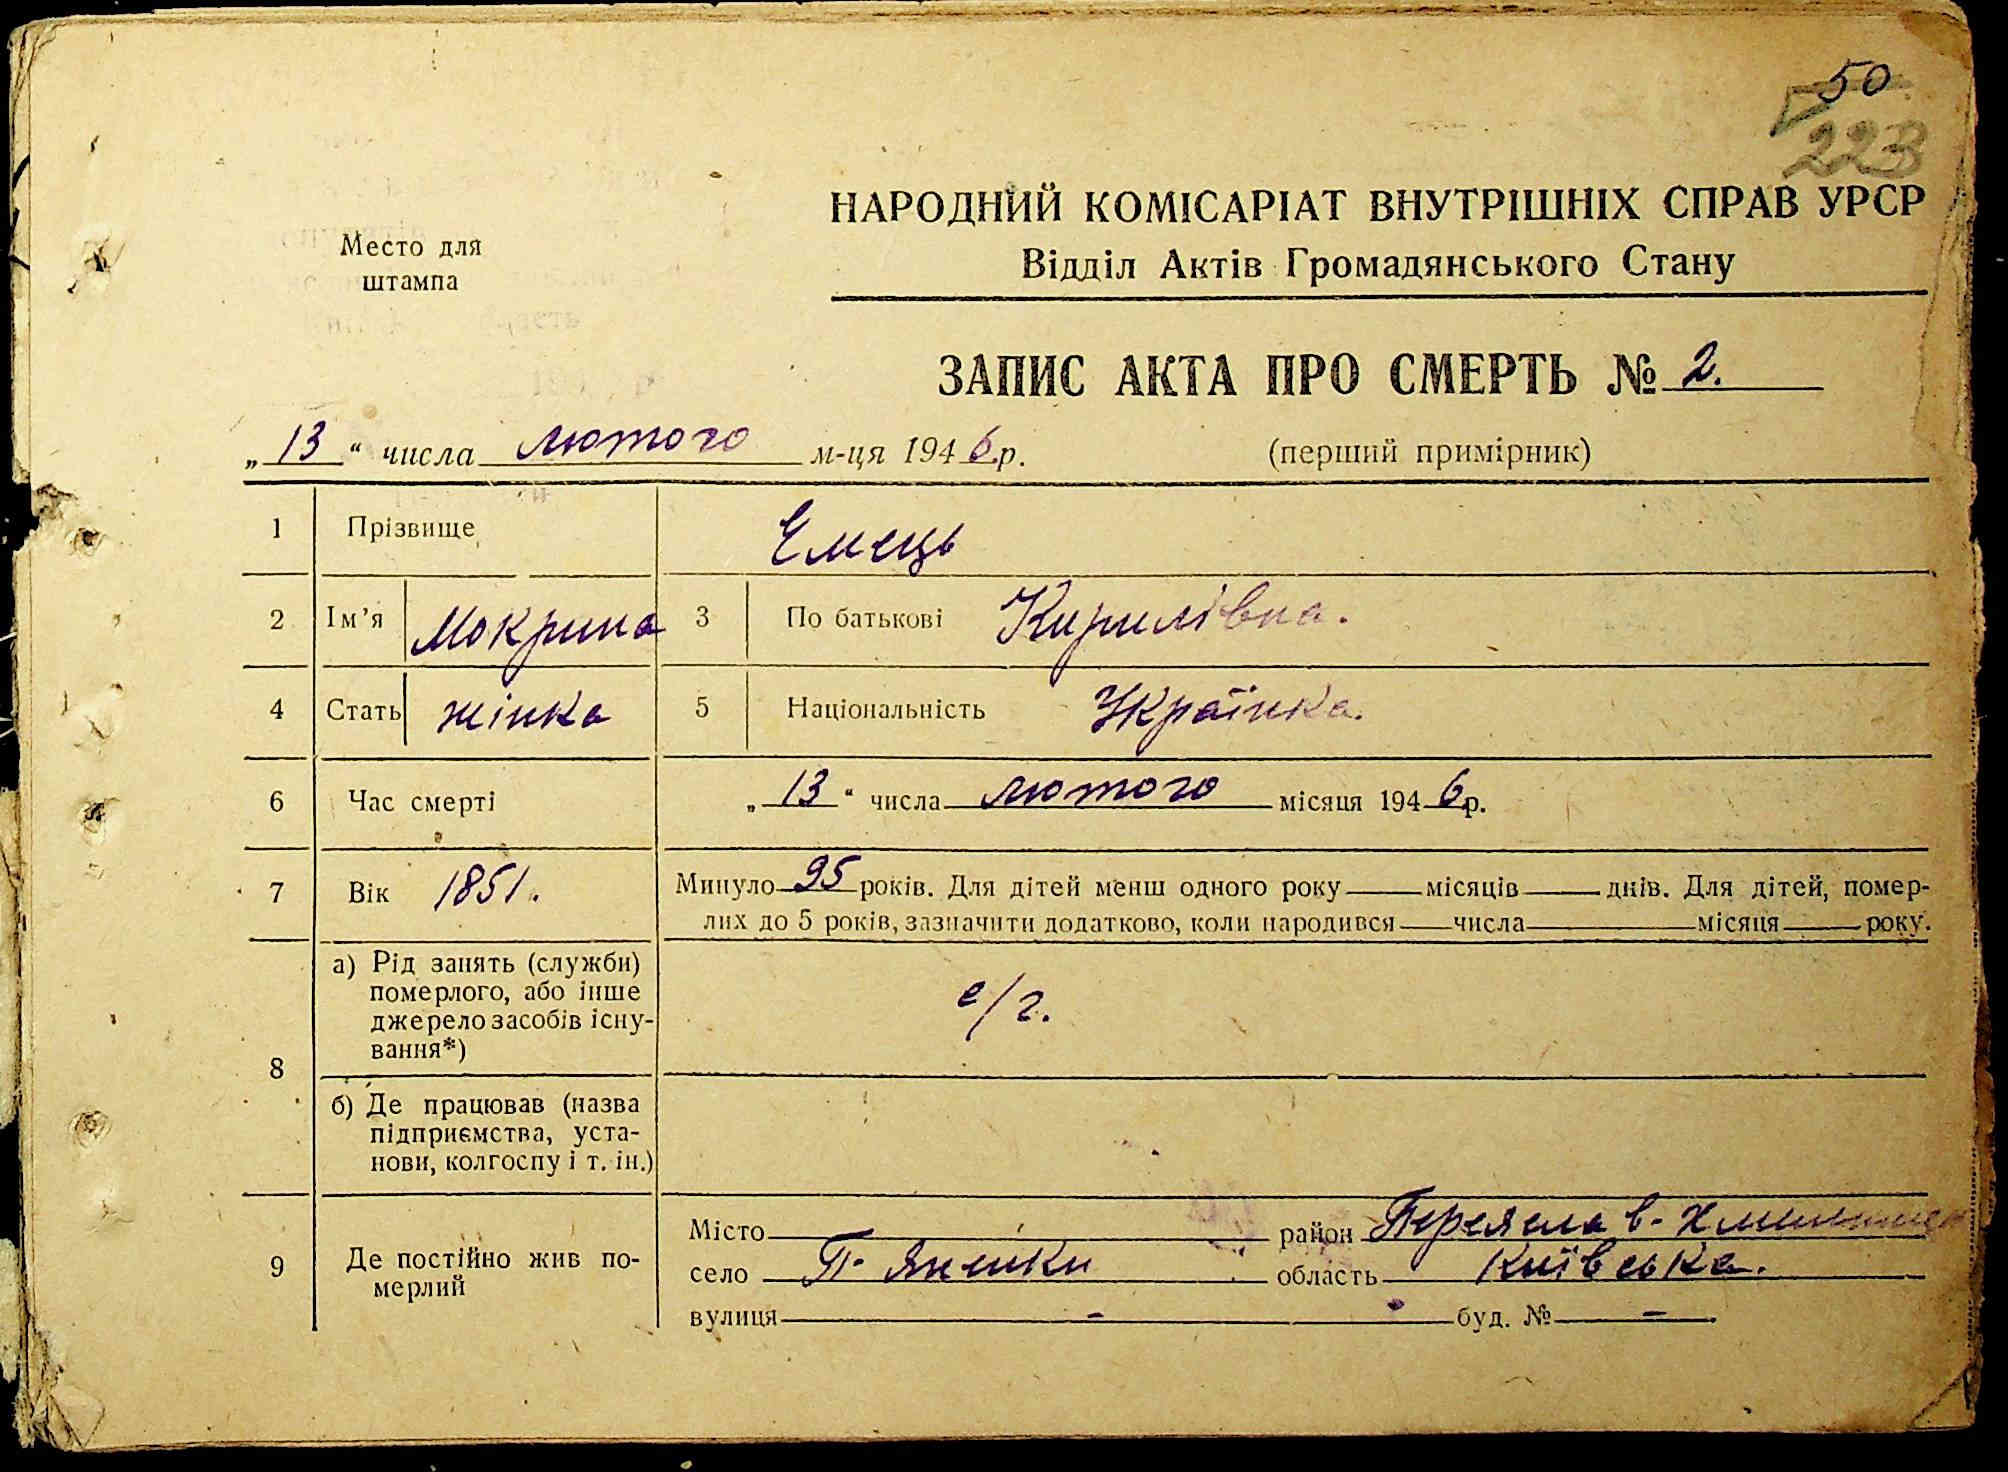 50
223
НАРОДНИЙ КОМІСАРІАТ ВНУТРІШНІХ СПРАВ УРСР
Место для
штампа
Відділ Актів Громадянського Стану
ЗАПИС АКТА ПРО СМЕРТЬ № 2.
„13“ числа лютого м-ця 1946р.
(перший примірник)
1 Прізвище Ємець
2 Ім’я Мокрина 3 По батькові Кирилівна.
4 Стать жінка 5 Національність Українка.
6 Час смерті „13“ числа лютого місяця 1946р.
7 Вік 1851. Минуло 95 років. Для дітей менш одного року місяців днів. Для дітей, помер-
лих до 5 років, зазначити додатково, коли народився числа місяця року.
8
а) Рід занять (служби)
померлого, або інше
джерело засобів існу-
вання*)
с/г.
б) Де працював (назва
підприємства, уста-
нови, колгоспу і т. ін.)
9 Де постійно жив по-
мерлий
Місто район Переяслав-
село П- область Київська.
вулиця - буд. № -